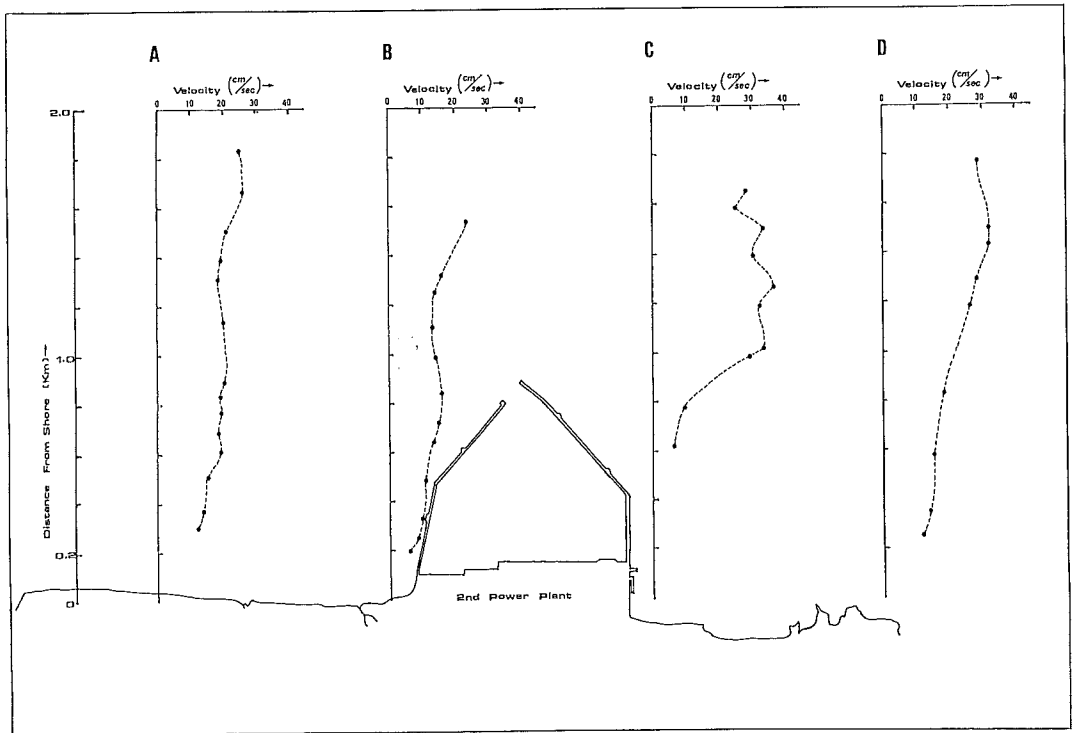 A B C D
Velocity (cm/sec)→ Velocity (cm/sec)→ Velocity (cm/sec)→ Velocity (cm/sec)→
0 10 20 30 40 0 10 20 30 40 0 10 20 30 40 0 10 20 30 40
2.0
1.0
0.2
0
Distance From Shore (Km)→
2nd Power Plant